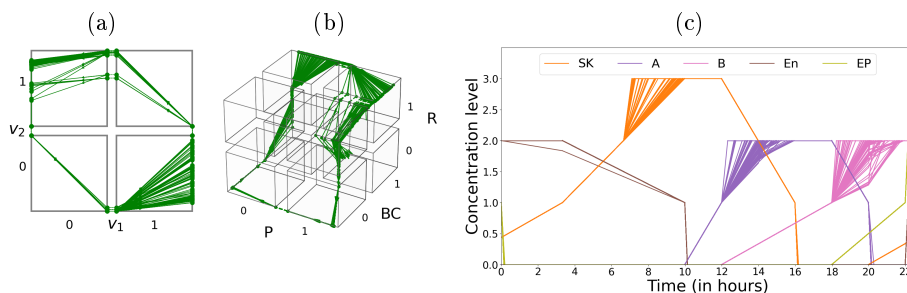 (a) (b) (c)
1
v2
0
0 v1 1
R
1
0
1
BC
0
P 1
Concentration level
3.0
2.5
2.0
1.5
1.0
0.5
0.0
SK A B En EP
0 2 4 6 8 10 12 14 16 18 20 22
Time (in hours)